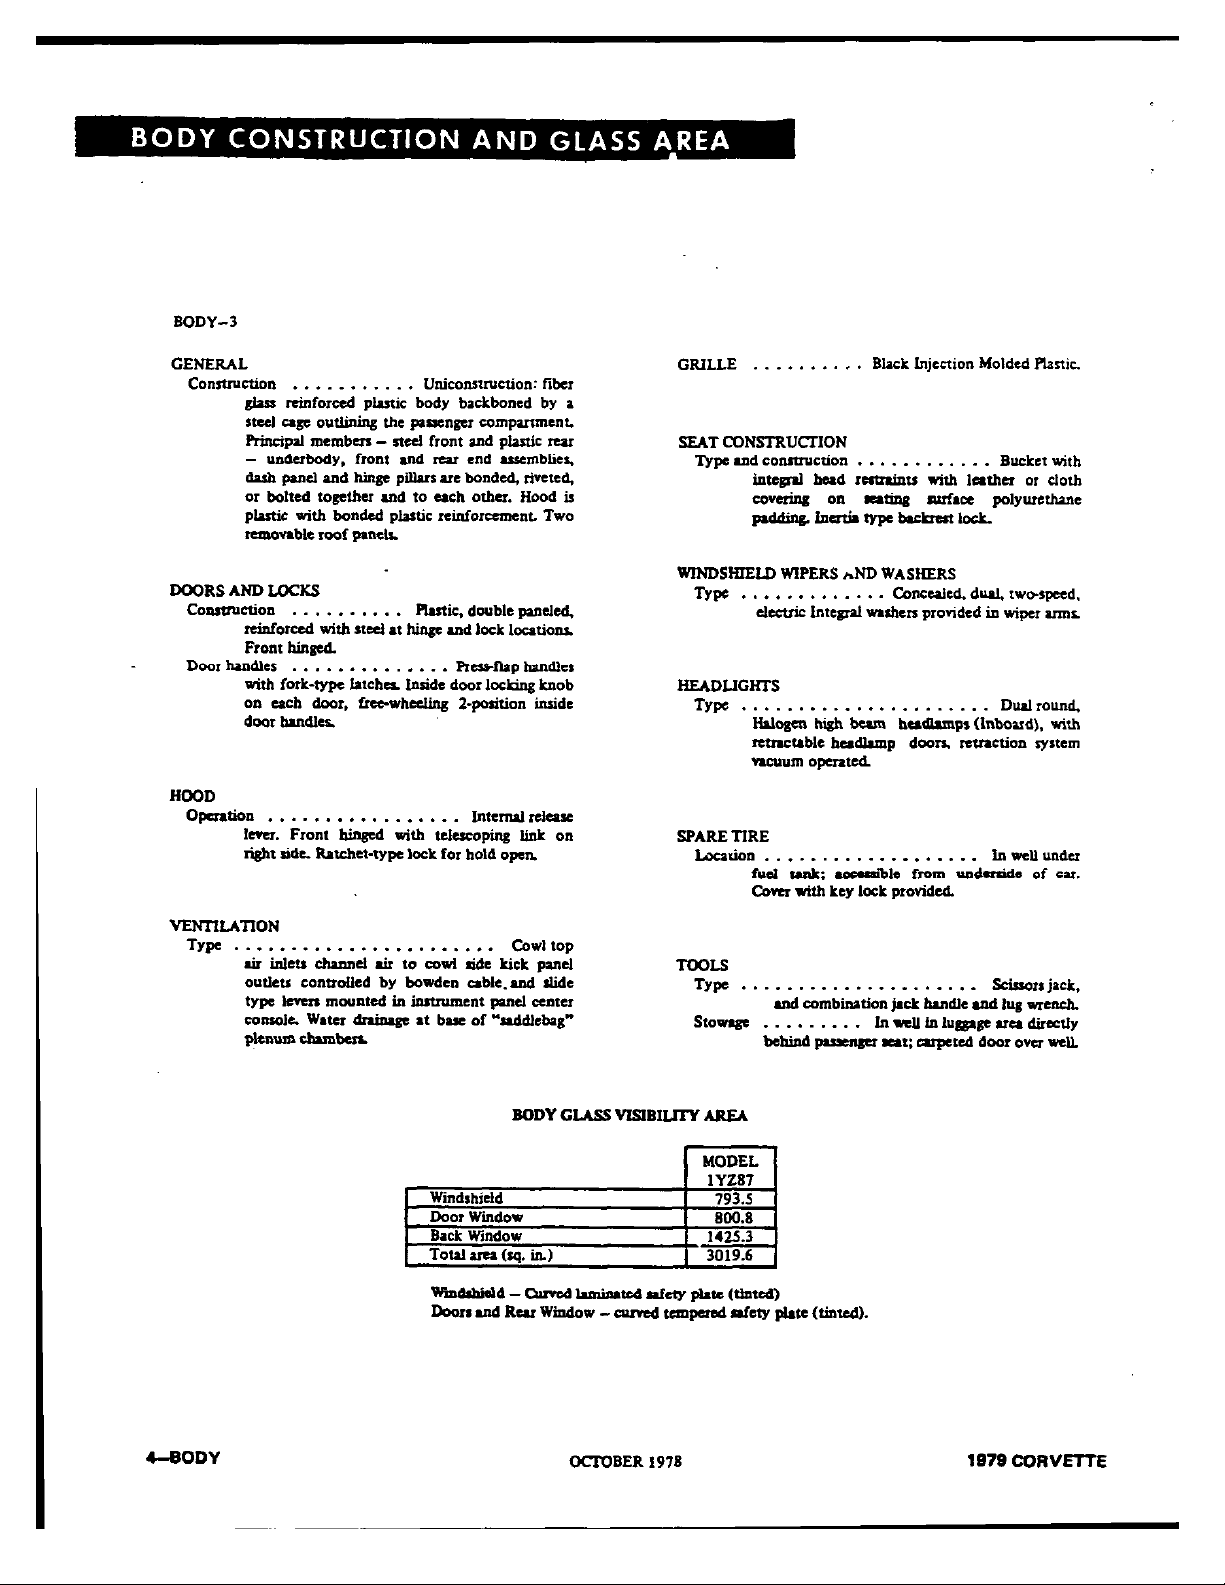 BODY CONSTRUCTION AND GLASS AREA
BODY–3
GENERAL
Construction . . . . . . . . . . . Uniconstruction: fiber
glass reinforced plastic body backboned by a
steel cage outlining the passenger compartment.
Principal members – steel front and plastic rear
– underbody, front and rear end assemblies,
dash panel and hinge pillars are bonded, riveted,
or bolted together and to each other. Hood is
plastic with bonded plastic reinforcement. Two
removable roof panels.
DOORS AND LOCKS
Construction . . . . . . . . . . Plastic, double paneled,
reinforced with steel at hinge and lock locations.
Front hinged.
Door handles . . . . . . . . . . . . . . Press-flap handles
with fork-type latches. Inside door locking knob
on each door, free-wheeling 2-position inside
door handles.
HOOD
Operation . . . . . . . . . . . . . . . . . Internal release
lever. Front hinged with telescoping link on
right side. Ratchet-type lock for hold open.
VENTILATION
Type . . . . . . . . . . . . . . . . . . . . . . . Cowl top
air inlets channel air to cowl side kick panel
outlets controlled by bowden cable. and slide
type levers mounted in instrument panel center
console. Water drainage at base of "saddlebag"
plenum chambers.
GRILLE . . . . . . . . . . Black Injection Molded Plastic.
SEAT CONSTRUCTION
Type and construction . . . . . . . . . . . . Bucket with
integral head restraints with leather or cloth
covering on seating surface polyurethane
padding. Inertia type backrest lock.
WINDSHIELD WIPERS AND WASHERS
Type . . . . . . . . . . . . . Concealed, dual, two-speed,
electric Integral washers provided in wiper arms.
HEADLIGHTS
Type . . . . . . . . . . . . . . . . . . . . . . Dual round,
Halogen high beam headlamps (Inboard), with
retractable headlamp doors, retraction system
vacuum operated.
SPARE TIRE
Location . . . . . . . . . . . . . . . . . . . In well under
fuel tank; accessible from underside of car.
Cover with key lock provided.
TOOLS
Type . . . . . . . . . . . . . . . . . . . . . Scissors jack,
and combination jack handle and lug wrench.
Stowage . . . . . . . . . In well in luggage area directly
behind passenger seat; carpeted door over well.
BODY GLASS VISIBILITY AREA
MODEL
1YZ87
Windshield 793.5
Door Window 800.8
Back Window 1425.3
Total area (sq. in.) 3019.6
Windshield – Curved laminated safety plate (tinted)
Doors and Rear Window – curved tempered safety plate (tinted).
4—BODY OCTOBER 1978 1979 CORVETTE